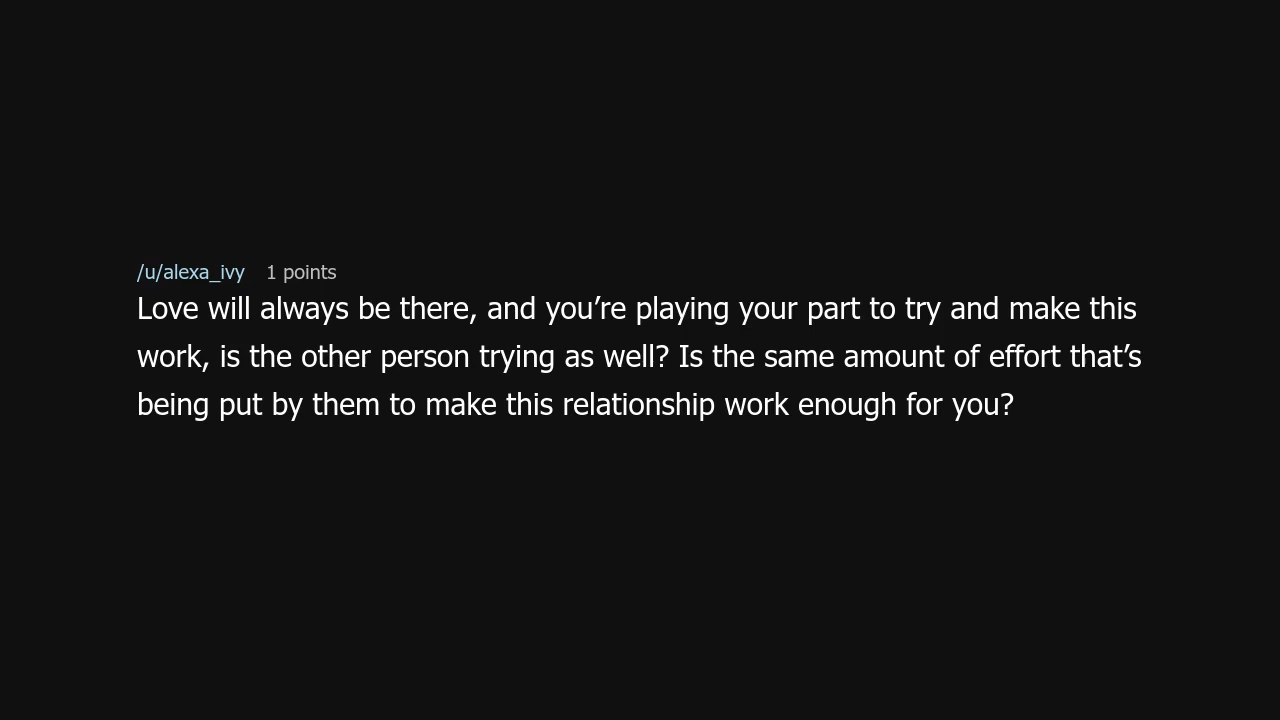 /u/alexa_ivy 1 points
Love will always be there, and you’re playing your part to try and make this
work, is the other person trying as well? Is the same amount of effort that’s
being put by them to make this relationship work enough for you?